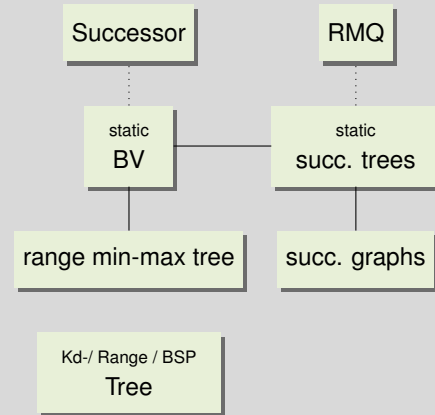 Successor
RMQ
static
BV
static
succ. trees
range min-max tree
succ. graphs
Kd-/ Range / BSP
Tree